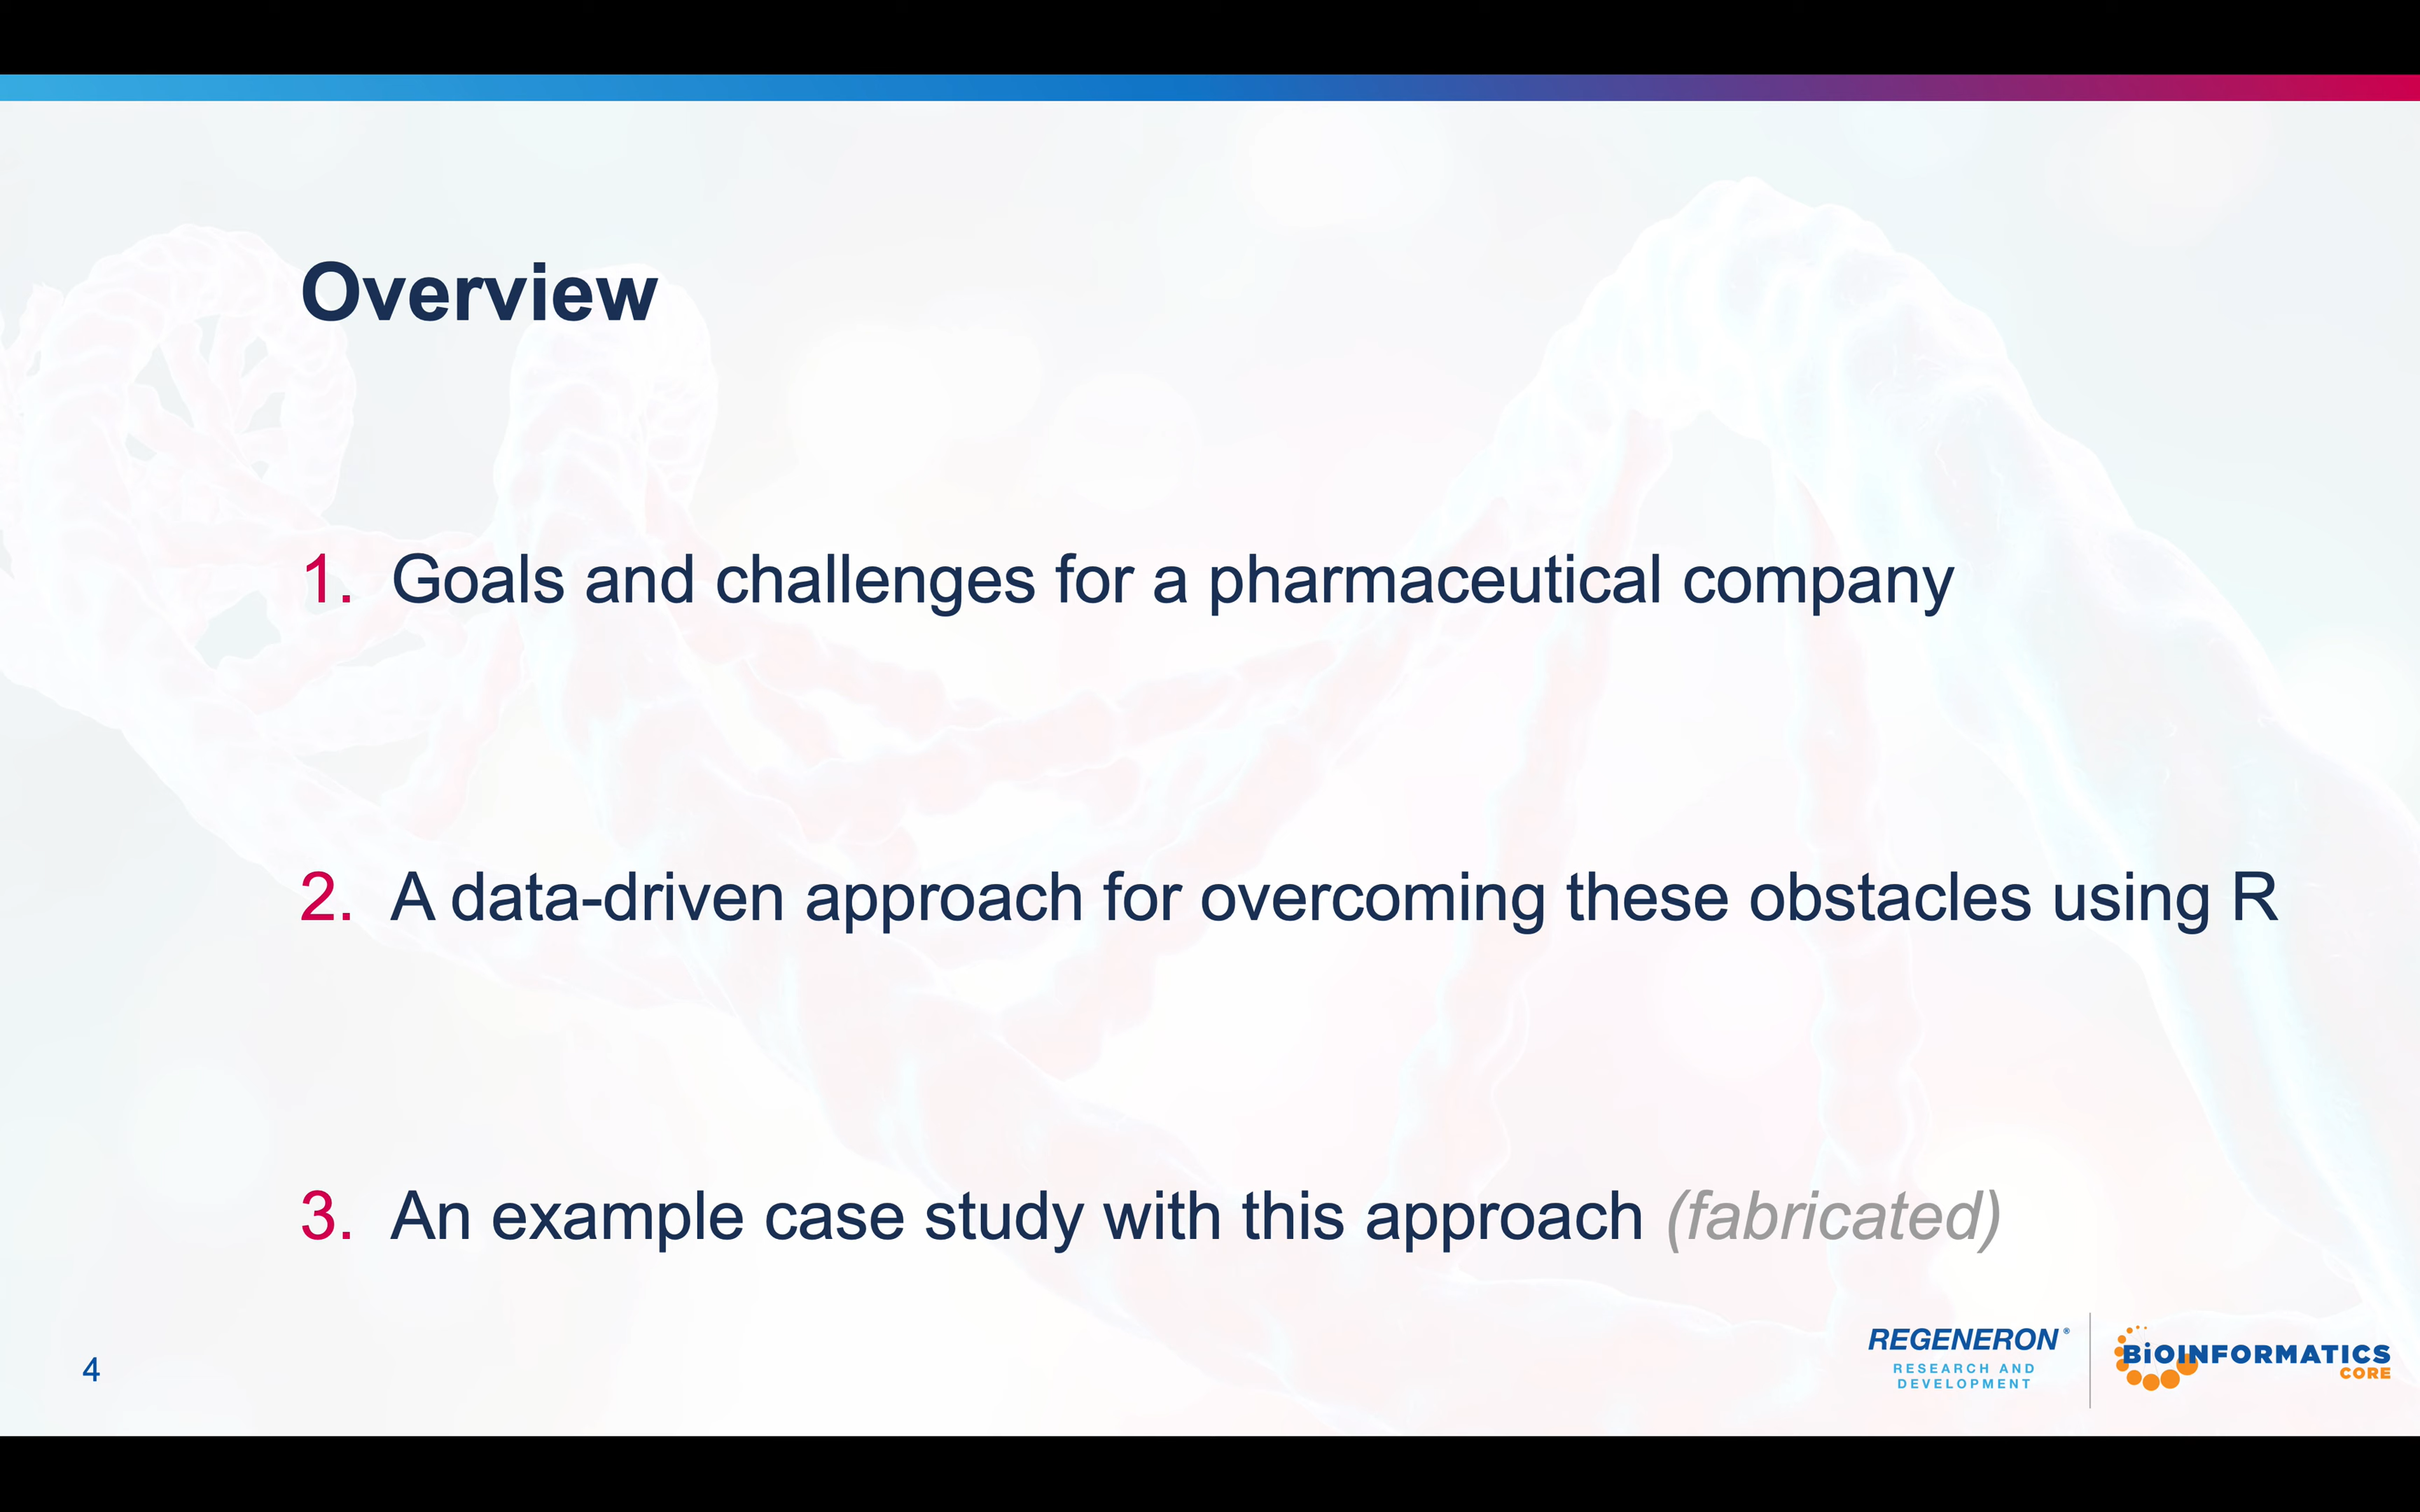 Overview
1. Goals and challenges for a pharmaceutical company
2. A data-driven approach for overcoming these obstacles using R
3. An example case study with this approach (fabricated)
4
REGENERON®
RESEARCH AND
DEVELOPMENT
BiOINFORMATICS
CORE